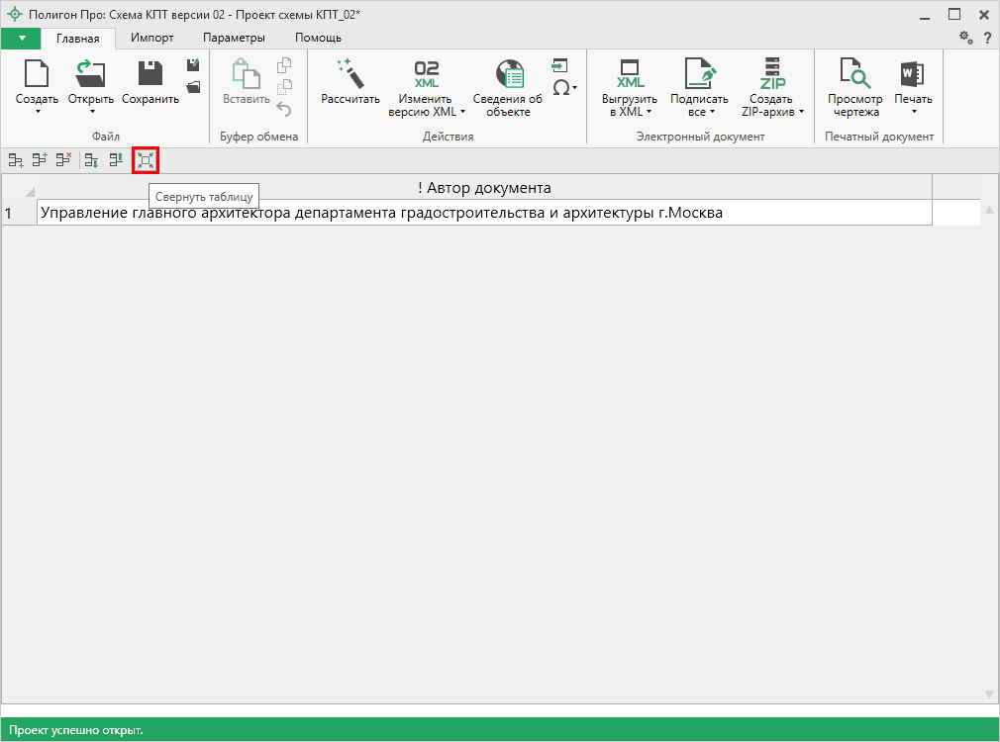 Полигон Про: Схема КПТ версии 02 - Проект схемы КПТ_02*
Главная Импорт Параметры Помощь
?
02
XML
XML
ZIP
W
Ω
Создать Открыть Сохранить Вставить Рассчитать Изменить версию XML Сведения об объекте Выгрузить в XML Подписать все Создать ZIP-архив Просмотр чертежа Печать
Файл Буфер обмена Действия Электронный документ Печатный документ
! Автор документа
Свернуть таблицу
1 Управление главного архитектора департамента градостроительства и архитектуры г.Москва
Проект успешно открыт.